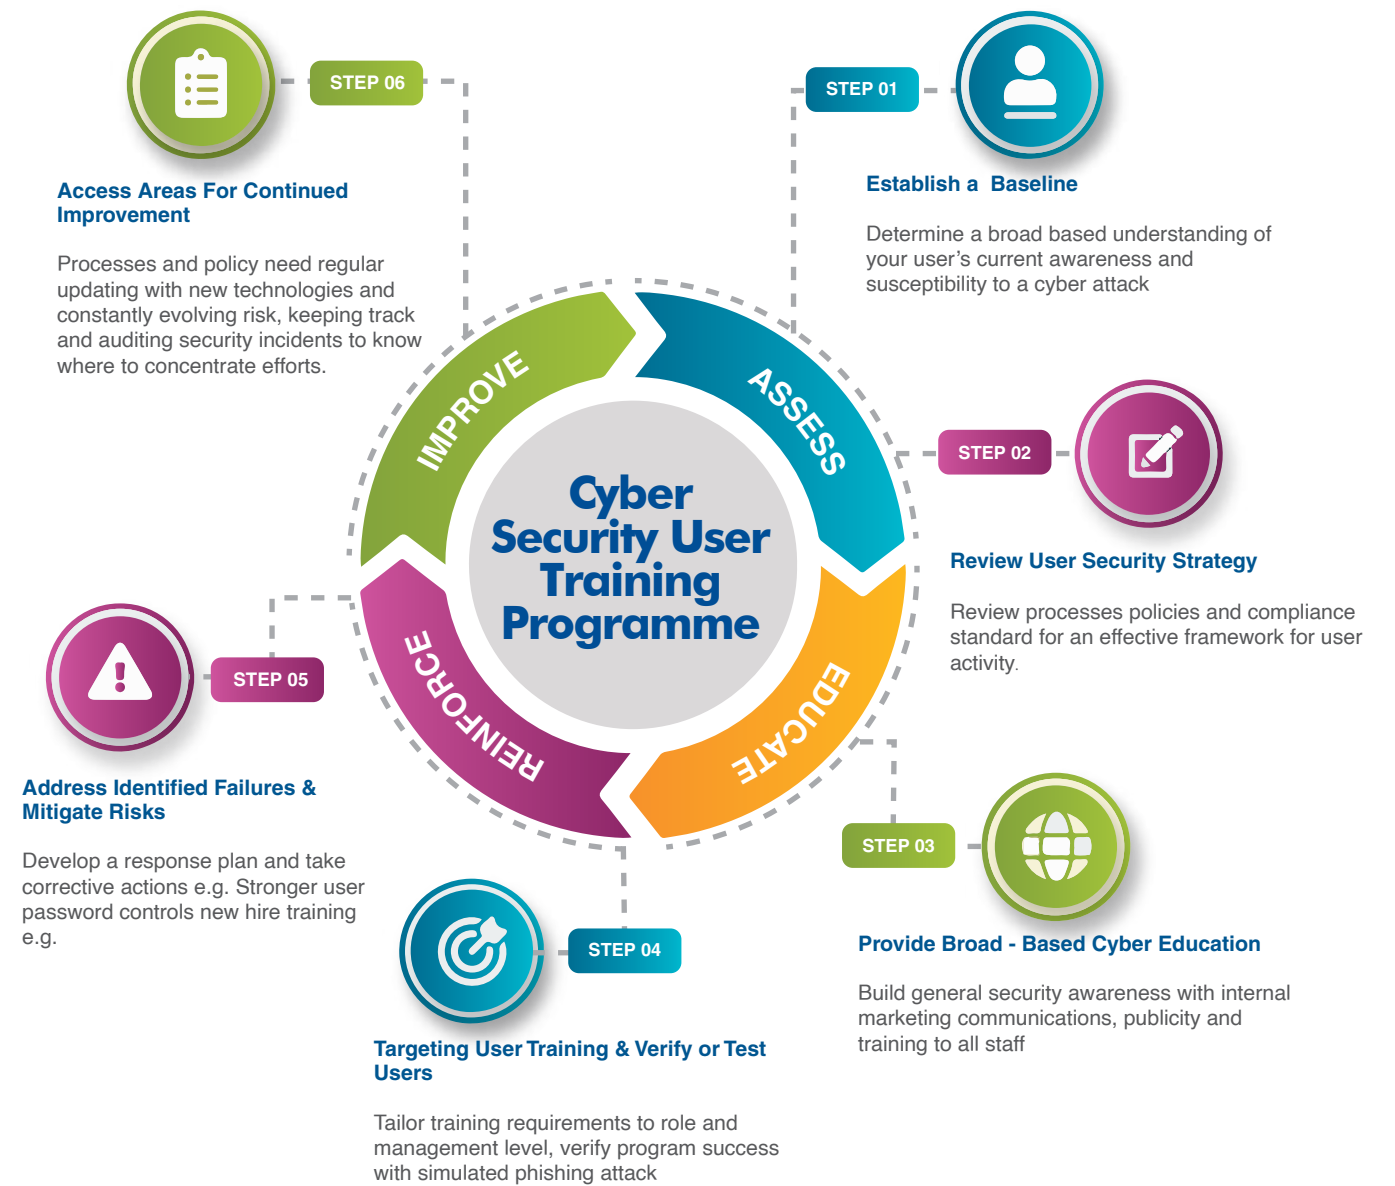 Cyber
Security User
Training
Programme
ASSESS
EDUCATE
REINFORCE
IMPROVE
STEP 01
Establish a  Baseline
Determine a broad based understanding of
your user’s current awareness and
susceptibility to a cyber attack
STEP 02
Review User Security Strategy
Review processes policies and compliance
standard for an effective framework for user
activity.
STEP 03
Provide Broad - Based Cyber Education
Build general security awareness with internal
marketing communications, publicity and
training to all staff
STEP 04
Targeting User Training & Verify or Test
Users
Tailor training requirements to role and
management level, verify program success
with simulated phishing attack
STEP 05
Address Identified Failures &
Mitigate Risks
Develop a response plan and take
corrective actions e.g. Stronger user
password controls new hire training
e.g.
STEP 06
Access Areas For Continued
Improvement
Processes and policy need regular
updating with new technologies and
constantly evolving risk, keeping track
and auditing security incidents to know
where to concentrate efforts.